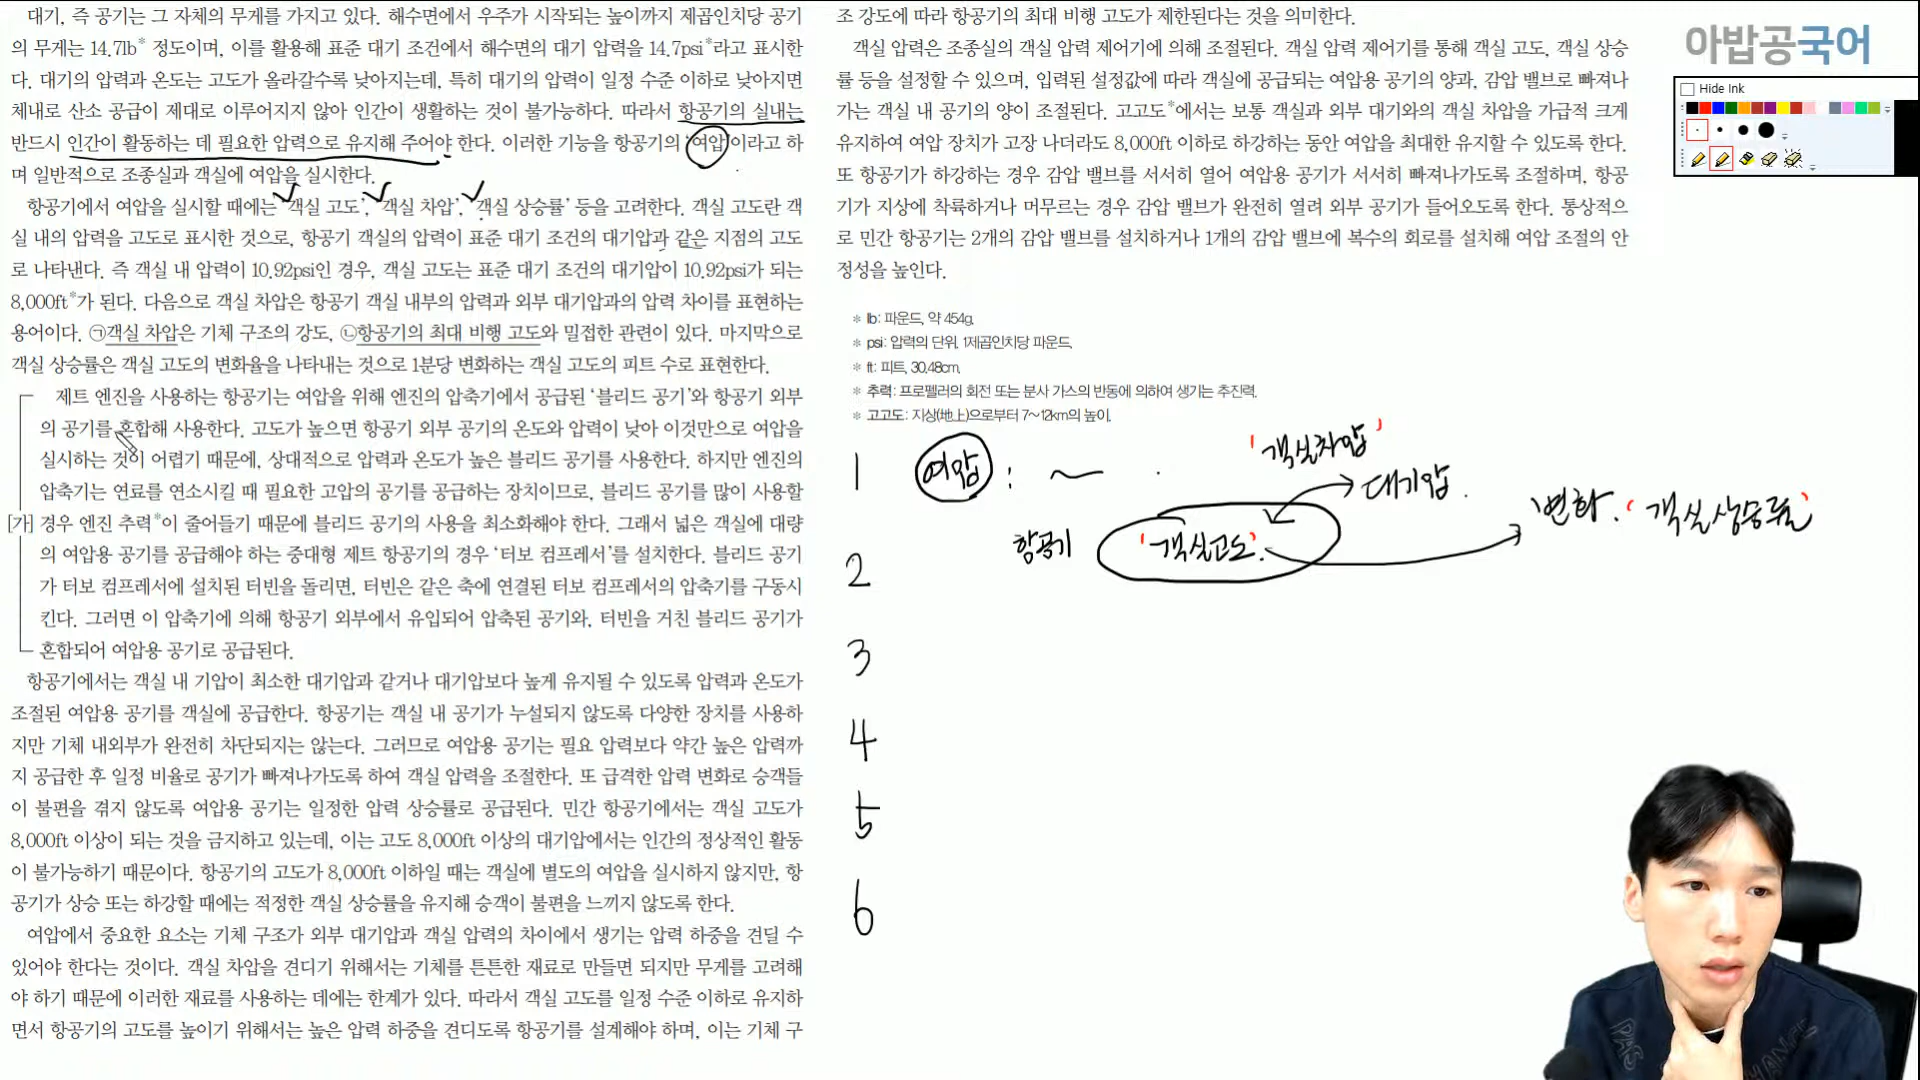 대기, 즉 공기는 그 자체의 무게를 가지고 있다. 해수면에서 우주가 시작되는 높이까지 제곱인치당 공기
의 무게는 14.7lb* 정도이며, 이를 활용해 표준 대기 조건에서 해수면의 대기 압력을 14.7psi*라고 표시한
다. 대기의 압력과 온도는 고도가 올라갈수록 낮아지는데, 특히 대기의 압력이 일정 수준 이하로 낮아지면
체내로 산소 공급이 제대로 이루어지지 않아 인간이 생활하는 것이 불가능하다. 따라서 항공기의 실내는
반드시 인간이 활동하는 데 필요한 압력으로 유지해 주어야 한다. 이러한 기능을 항공기의 '여압'이라고 하
며 일반적으로 조종실과 객실에 여압을 실시한다.
항공기에서 여압을 실시할 때에는 '객실 고도', '객실 차압', '객실 상승률' 등을 고려한다. 객실 고도란 객
실 내의 압력을 고도로 표시한 것으로, 항공기 객실의 압력이 표준 대기 조건의 대기압과 같은 지점의 고도
로 나타낸다. 즉 객실 내 압력이 10.92psi인 경우, 객실 고도는 표준 대기 조건의 대기압이 10.92psi가 되는
8,000ft*가 된다. 다음으로 객실 차압은 항공기 객실 내부의 압력과 외부 대기압과의 압력 차이를 표현하는
용어이다. ㉠객실 차압은 기체 구조의 강도, ㉡항공기의 최대 비행 고도와 밀접한 관련이 있다. 마지막으로
객실 상승률은 객실 고도의 변화율을 나타내는 것으로 1분당 변화하는 객실 고도의 피트 수로 표현한다.
제트 엔진을 사용하는 항공기는 여압을 위해 엔진의 압축기에서 공급된 '블리드 공기'와 항공기 외부
의 공기를 혼합해 사용한다. 고도가 높으면 항공기 외부 공기의 온도와 압력이 낮아 이것만으로 여압을
실시하는 것이 어렵기 때문에, 상대적으로 압력과 온도가 높은 블리드 공기를 사용한다. 하지만 엔진의
압축기는 연료를 연소시킬 때 필요한 고압의 공기를 공급하는 장치이므로, 블리드 공기를 많이 사용할
[가] 경우 엔진 추력*이 줄어들기 때문에 블리드 공기의 사용을 최소화해야 한다. 그래서 넓은 객실에 대량
의 여압용 공기를 공급해야 하는 중대형 제트 항공기의 경우 '터보 컴프레서'를 설치한다. 블리드 공기
가 터보 컴프레서에 설치된 터빈을 돌리면, 터빈은 같은 축에 연결된 터보 컴프레서의 압축기를 구동시
킨다. 그러면 이 압축기에 의해 항공기 외부에서 유입되어 압축된 공기와, 터빈을 거친 블리드 공기가
혼합되어 여압용 공기로 공급된다.
항공기에서는 객실 내 기압이 최소한 대기압과 같거나 대기압보다 높게 유지될 수 있도록 압력과 온도가
조절된 여압용 공기를 객실에 공급한다. 항공기는 객실 내 공기가 누설되지 않도록 다양한 장치를 사용하
지만 기체 내외부가 완전히 차단되지는 않는다. 그러므로 여압용 공기는 필요 압력보다 약간 높은 압력까
지 공급한 후 일정 비율로 공기가 빠져나가도록 하여 객실 압력을 조절한다. 또 급격한 압력 변화로 승객들
이 불편을 겪지 않도록 여압용 공기는 일정한 압력 상승률로 공급된다. 민간 항공기에서는 객실 고도가
8,000ft 이상이 되는 것을 금지하고 있는데, 이는 고도 8,000ft 이상의 대기압에서는 인간의 정상적인 활동
이 불가능하기 때문이다. 항공기의 고도가 8,000ft 이하일 때는 객실에 별도의 여압을 실시하지 않지만, 항
공기가 상승 또는 하강할 때에는 적정한 객실 상승률을 유지해 승객이 불편을 느끼지 않도록 한다.
여압에서 중요한 요소는 기체 구조가 외부 대기압과 객실 압력의 차이에서 생기는 압력 하중을 견딜 수
있어야 한다는 것이다. 객실 차압을 견디기 위해서는 기체를 튼튼한 재료로 만들면 되지만 무게를 고려해
야 하기 때문에 이러한 재료를 사용하는 데에는 한계가 있다. 따라서 객실 고도를 일정 수준 이하로 유지하
면서 항공기의 고도를 높이기 위해서는 높은 압력 하중을 견디도록 항공기를 설계해야 하며, 이는 기체 구
조 강도에 따라 항공기의 최대 비행 고도가 제한된다는 것을 의미한다.
객실 압력은 조종실의 객실 압력 제어기에 의해 조절된다. 객실 압력 제어기를 통해 객실 고도, 객실 상승
률 등을 설정할 수 있으며, 입력된 설정값에 따라 객실에 공급되는 여압용 공기의 양과, 감압 밸브로 빠져나
가는 객실 내 공기의 양이 조절된다. 고고도*에서는 보통 객실과 외부 대기와의 객실 차압을 가급적 크게
유지하여 여압 장치가 고장 나더라도 8,000ft 이하로 하강하는 동안 여압을 최대한 유지할 수 있도록 한다.
또 항공기가 하강하는 경우 감압 밸브를 서서히 열어 여압용 공기가 서서히 빠져나가도록 조절하며, 항공
기가 지상에 착륙하거나 머무르는 경우 감압 밸브가 완전히 열려 외부 공기가 들어오도록 한다. 통상적으
로 민간 항공기는 2개의 감압 밸브를 설치하거나 1개의 감압 밸브에 복수의 회로를 설치해 여압 조절의 안
정성을 높인다.
* lb: 파운드, 약 454g.
* psi: 압력의 단위, 1제곱인치당 파운드.
* ft: 피트, 30.48cm.
* 추력: 프로펠러의 회전 또는 분사 가스의 반동에 의하여 생기는 추진력.
* 고고도: 지상(地上)으로부터 7~12km의 높이.
아밥공국어
Hide Ink
1 여압 : ~
'객실차압'
대기압.
변화. '객실상승률'
항공기 '객실고도'.
2
3
4
5
6